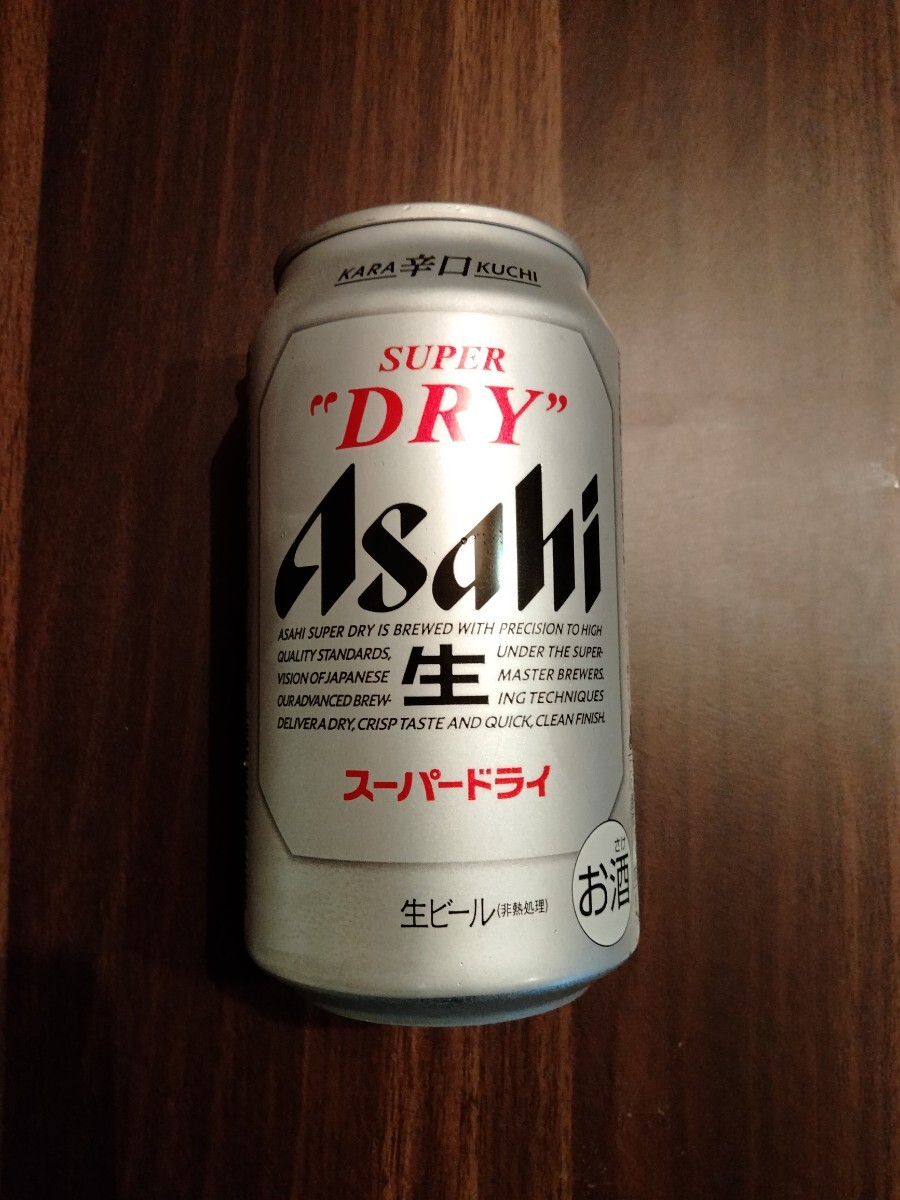 KARA 辛口 KUCHI
SUPER
"DRY"
Asahi
ASAHI SUPER DRY IS BREWED WITH PRECISION TO HIGH
QUALITY STANDARDS, UNDER THE SUPER-
VISION OF JAPANESE MASTER BREWERS.
生
OUR ADVANCED BREW- ING TECHNIQUES
DELIVER A DRY, CRISP TASTE AND QUICK, CLEAN FINISH.
スーパードライ
さけ
お酒
生ビール(非熱処理)